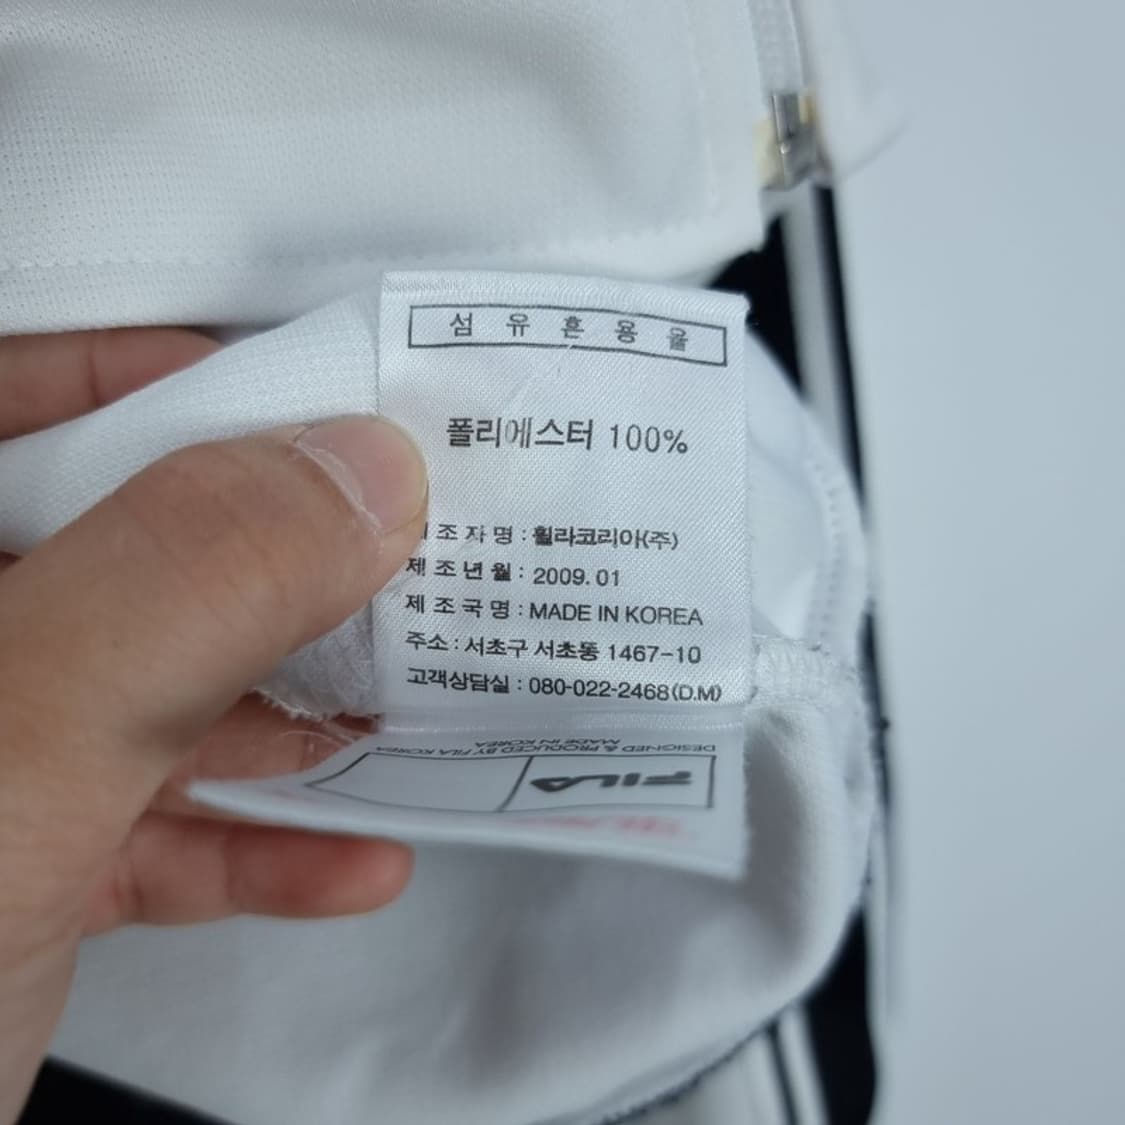 섬유흔용율
폴리에스터 100%
제조자명 : 휠라코리아(주)
제조년월 : 2009. 01
제조국명 : MADE IN KOREA
주소 : 서초구 서초똥 1467-10
고객상담실 : 080-022-2468(D.M)
DESIGNED & PRODUCED BY FILA KOREA
MADE IN KOREA
FILA